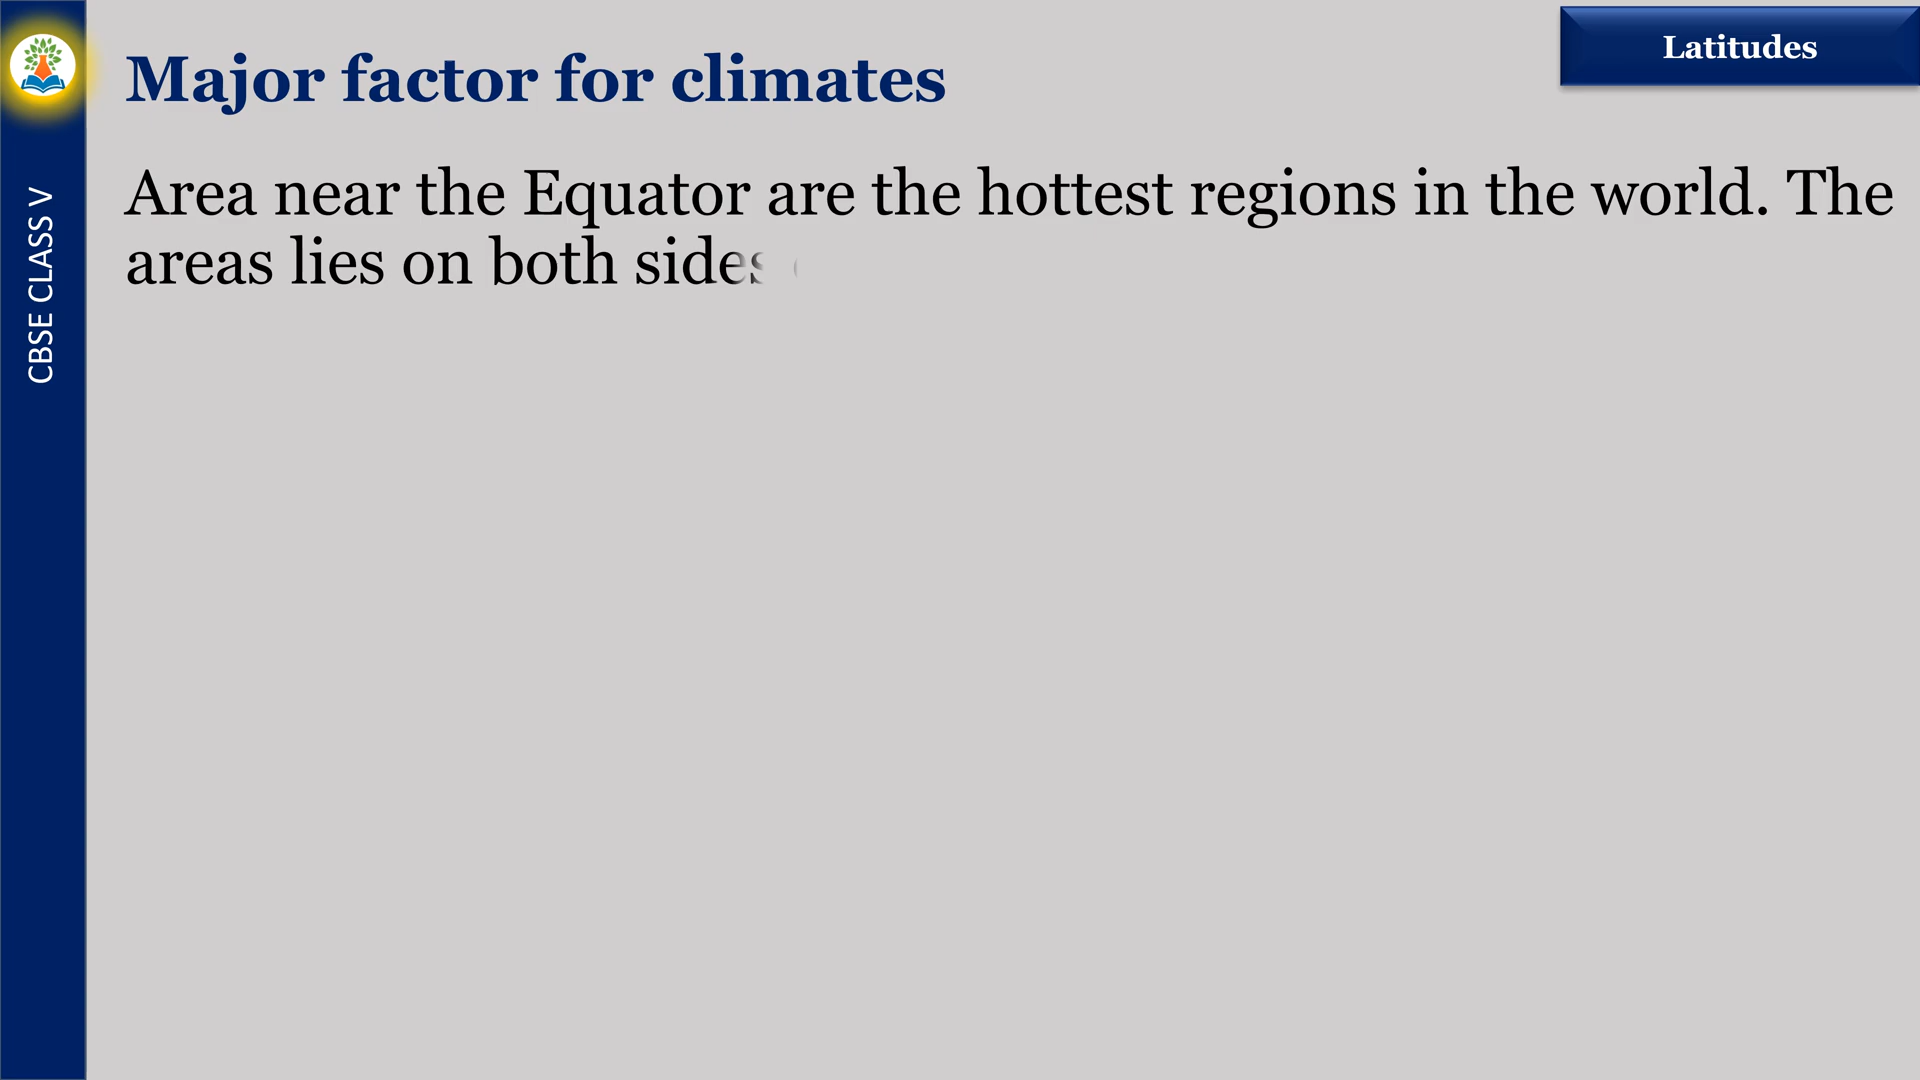 Latitudes
Major factor for climates
Area near the Equator are the hottest regions in the world. The
areas lies on both sides
CBSE CLASS V